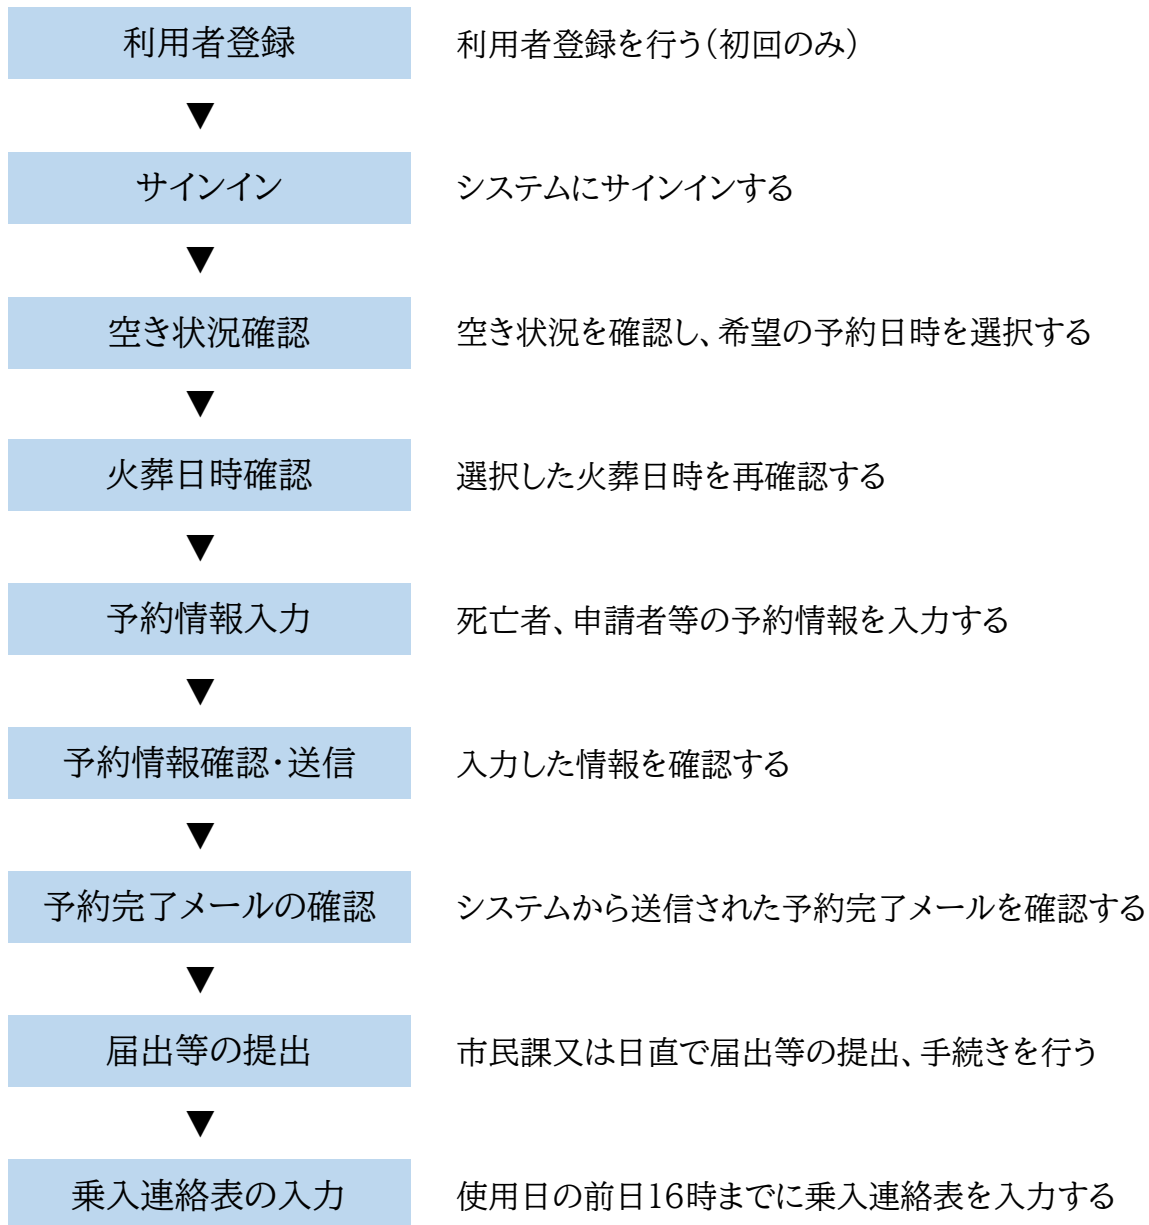 利用者登録
利用者登録を行う(初回のみ)
▼
サインイン
システムにサインインする
▼
空き状況確認
空き状況を確認し、希望の予約日時を選択する
▼
火葬日時確認
選択した火葬日時を再確認する
▼
予約情報入力
死亡者、申請者等の予約情報を入力する
▼
予約情報確認・送信
入力した情報を確認する
▼
予約完了メールの確認
システムから送信された予約完了メールを確認する
▼
届出等の提出
市民課又は日直で届出等の提出、手続きを行う
▼
乗入連絡表の入力
使用日の前日16時までに乗入連絡表を入力する